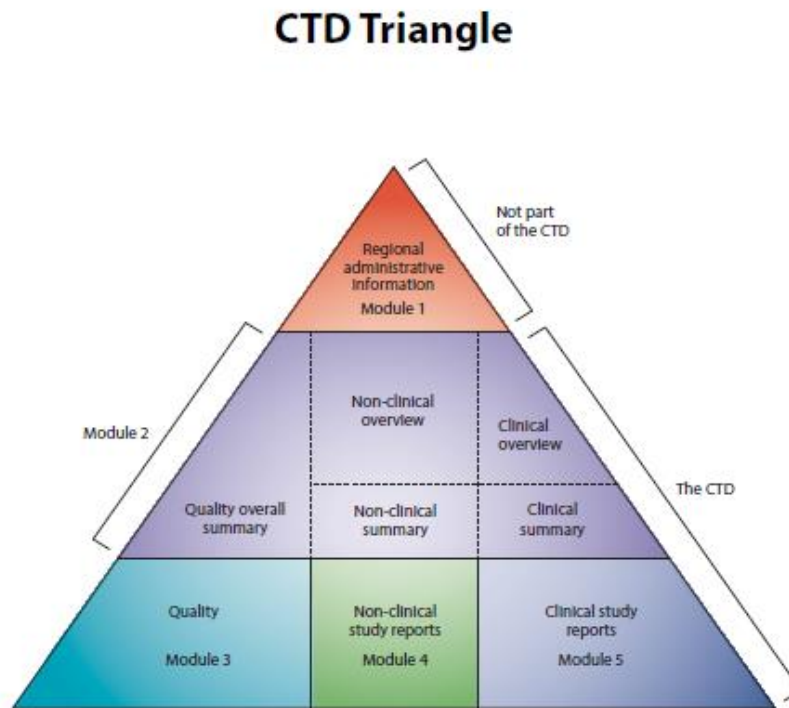 CTD Triangle
Not part
of the CTD
Regional
administrative
information
Module 1
Module 2
Non-clinical
overview
Clinical
overview
The CTD
Quality overall
summary
Non-clinical
summary
Clinical
summary
Quality
Module 3
Non-clinical
study reports
Module 4
Clinical study
reports
Module 5